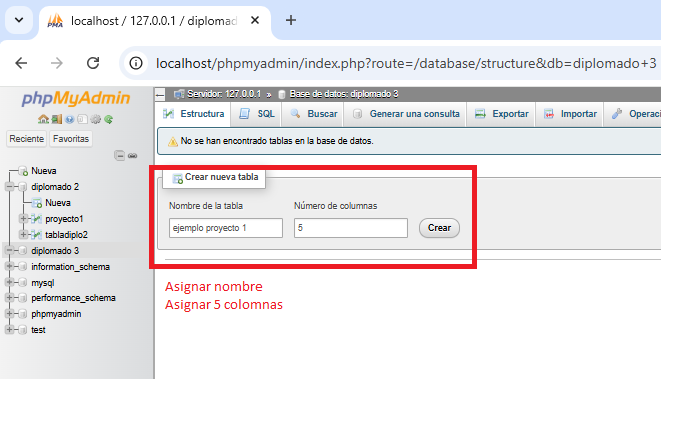 localhost / 127.0.0.1 / diplomado
localhost/phpmyadmin/index.php?route=/database/structure&db=diplomado+3
phpMyAdmin
Reciente Favoritas
Nueva
diplomado 2
Nueva
proyecto1
tabladiplo2
diplomado 3
information_schema
mysql
performance_schema
phpmyadmin
test
Servidor: 127.0.0.1 » Base de datos: diplomado 3
Estructura SQL Buscar Generar una consulta Exportar Importar Operaci
No se han encontrado tablas en la base de datos.
Crear nueva tabla
Nombre de la tabla Número de columnas
ejemplo proyecto 1 5 Crear
Asignar nombre
Asignar 5 colomnas